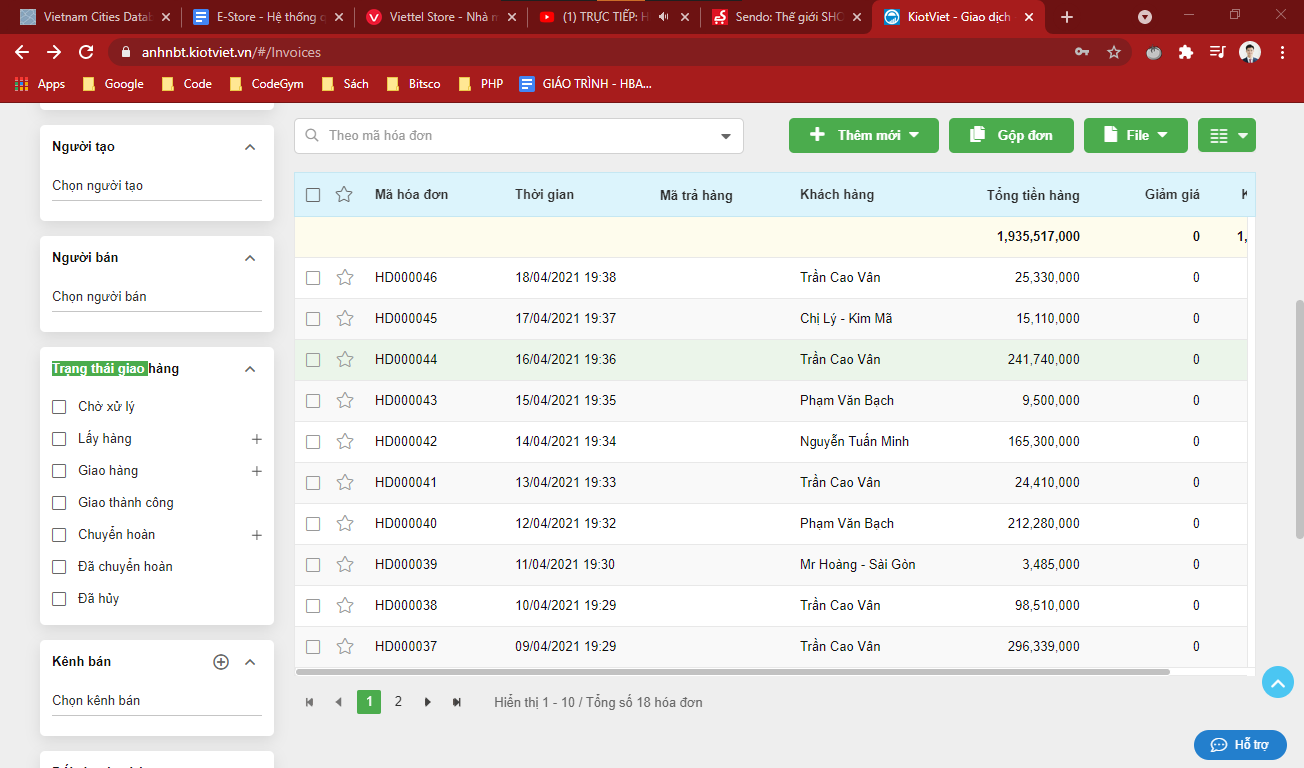 Vietnam Cities Datab
E-Store - Hệ thống q
Viettel Store - Nhà m
(1) TRỰC TIẾP: H
Sendo: Thế giới SHO
KiotViet - Giao dịch
anhnbt.kiotviet.vn/#/Invoices
Apps Google Code CodeGym Sách Bitsco PHP GIÁO TRÌNH - HBA...
Người tạo
Chọn người tạo
Người bán
Chọn người bán
Trạng thái giao hàng
Chờ xử lý
Lấy hàng
Giao hàng
Giao thành công
Chuyển hoàn
Đã chuyển hoàn
Đã hủy
Kênh bán
Chọn kênh bán
Theo mã hóa đơn
Thêm mới
Gộp đơn
File
Mã hóa đơn Thời gian Mã trả hàng Khách hàng Tổng tiền hàng Giảm giá K
1,935,517,000 0 1,
HD000046 18/04/2021 19:38 Trần Cao Vân 25,330,000 0
HD000045 17/04/2021 19:37 Chị Lý - Kim Mã 15,110,000 0
HD000044 16/04/2021 19:36 Trần Cao Vân 241,740,000 0
HD000043 15/04/2021 19:35 Phạm Văn Bạch 9,500,000 0
HD000042 14/04/2021 19:34 Nguyễn Tuấn Minh 165,300,000 0
HD000041 13/04/2021 19:33 Trần Cao Vân 24,410,000 0
HD000040 12/04/2021 19:32 Phạm Văn Bạch 212,280,000 0
HD000039 11/04/2021 19:30 Mr Hoàng - Sài Gòn 3,485,000 0
HD000038 10/04/2021 19:29 Trần Cao Vân 98,510,000 0
HD000037 09/04/2021 19:29 Trần Cao Vân 296,339,000 0
1 2 Hiển thị 1 - 10 / Tổng số 18 hóa đơn
Hỗ trợ